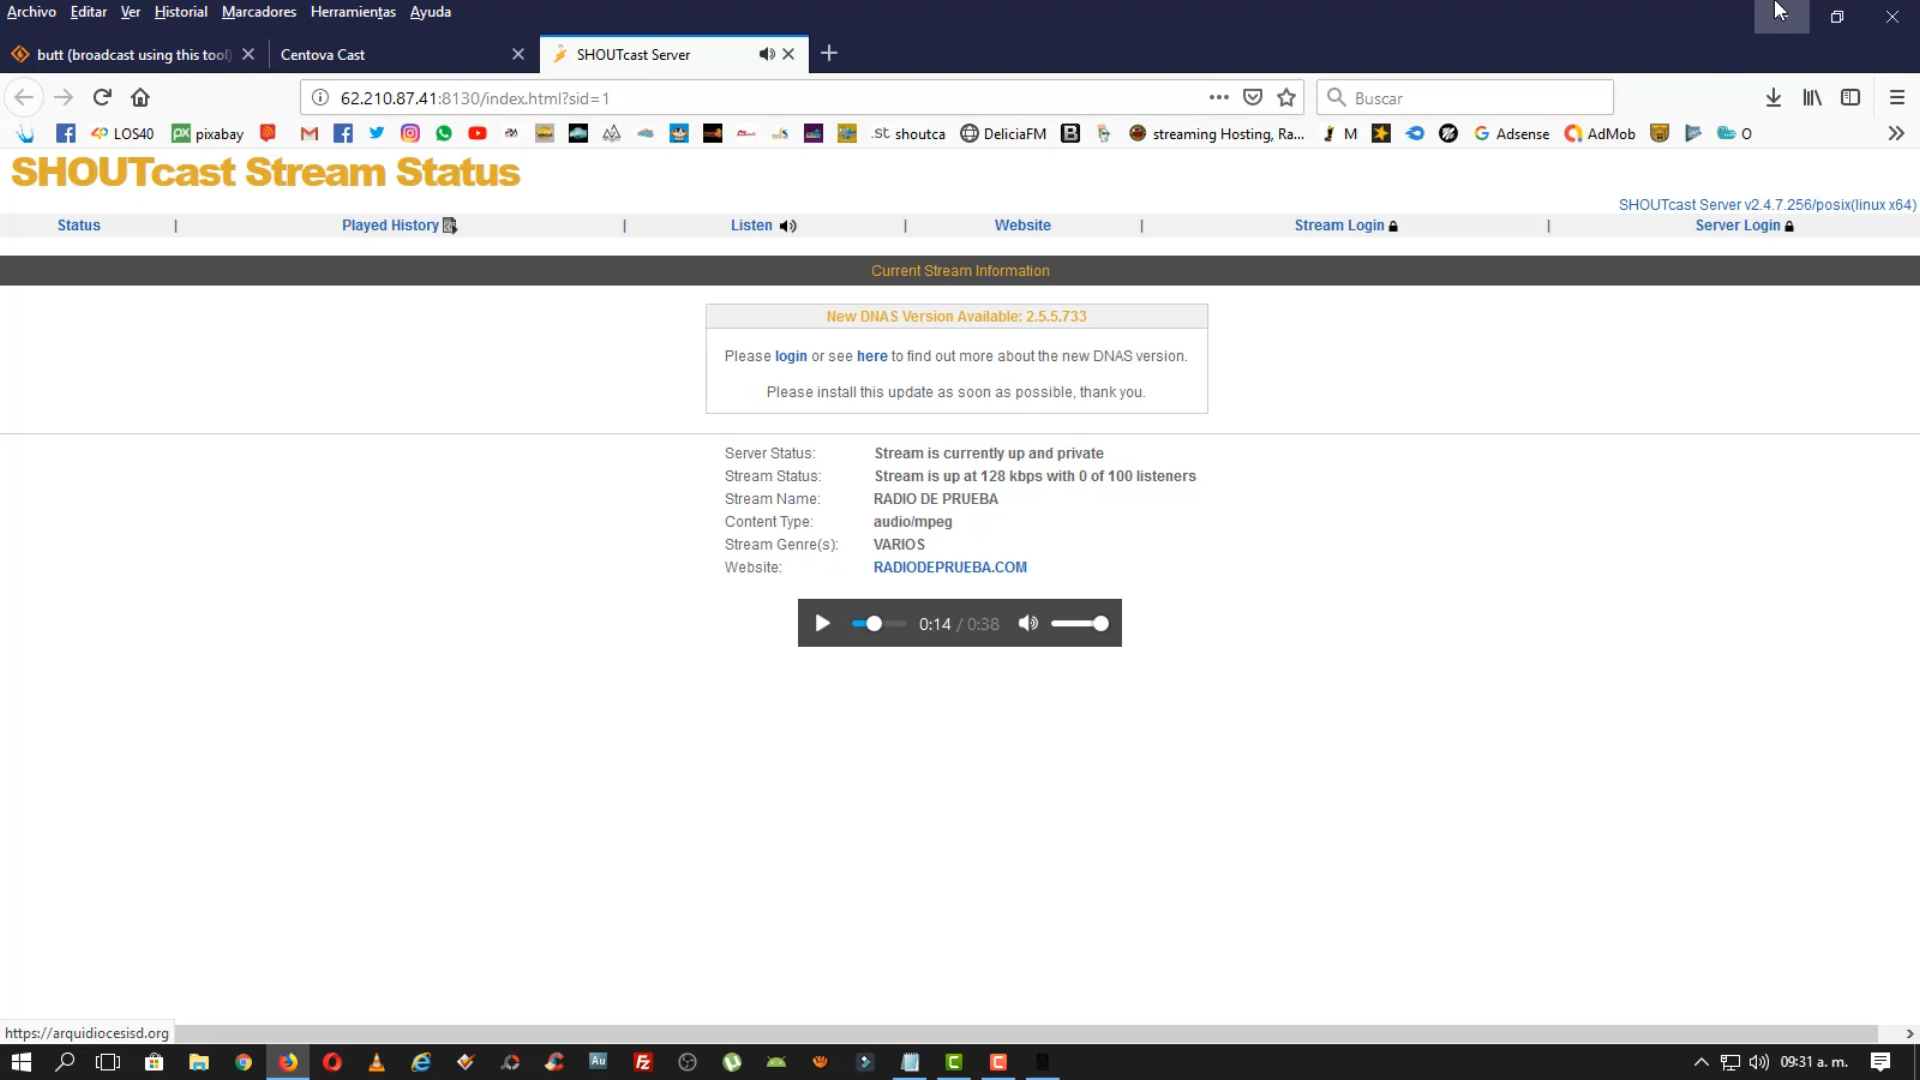 Archivo Editar Ver Historial Marcadores Herramientas Ayuda
butt (broadcast using this tool) Centova Cast SHOUTcast Server
62.210.87.41:8130/index.html?sid=1 Buscar
LOS40 pixabay .st shoutca DeliciaFM streaming Hosting, Ra... M Adsense AdMob O
SHOUTcast Stream Status
SHOUTcast Server v2.4.7.256/posix(linux x64)
Status | Played History | Listen | Website | Stream Login | Server Login
Current Stream Information
New DNAS Version Available: 2.5.5.733
Please login or see here to find out more about the new DNAS version.
Please install this update as soon as possible, thank you.
Server Status: Stream is currently up and private
Stream Status: Stream is up at 128 kbps with 0 of 100 listeners
Stream Name: RADIO DE PRUEBA
Content Type: audio/mpeg
Stream Genre(s): VARIOS
Website: RADIODEPRUEBA.COM
0:14 / 0:38
https://arquidiocesisd.org
09:31 a. m.